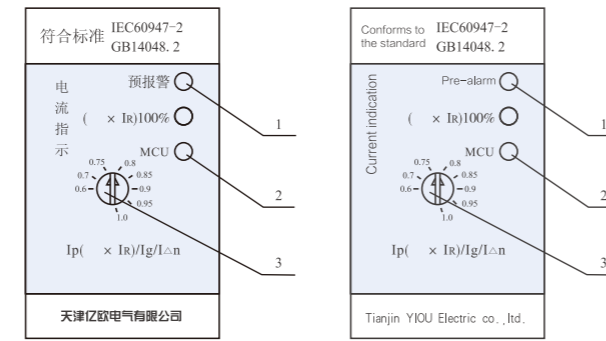 符合标准 IEC60947-2
GB14048.2
电流指示
预报警
( × IR)100%
MCU
0.75 0.8
0.7 0.85
0.6 0.9
0.95
1.0
Ip( × IR)/Ig/I△n
天津亿欧电气有限公司
1
2
3
Conforms to the standard IEC60947-2
GB14048.2
Current indication
Pre-alarm
( × IR)100%
MCU
0.75 0.8
0.7 0.85
0.6 0.9
0.95
1.0
Ip( × IR)/Ig/I△n
Tianjin YIOU Electric co.,ltd.
1
2
3